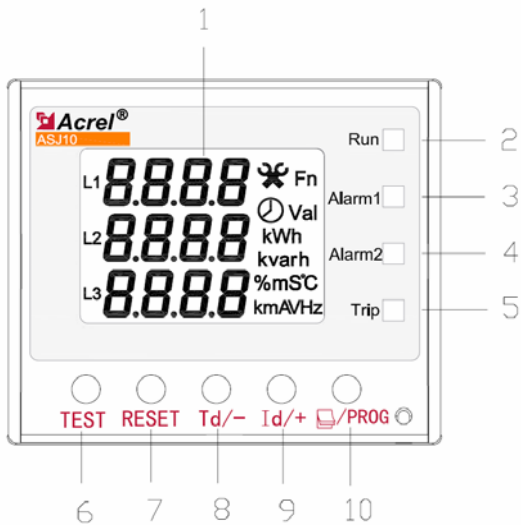 1
Acrel®
ASJ10
Run 2
L1 8.8.8.8 Fn
Alarm1 3
Val
L2 8.8.8.8 kWh
kvarh
Alarm2 4
L3 8.8.8.8 %mS℃
kmAVHz
Trip 5
TEST RESET Td/- Id/+ /PROG
6 7 8 9 10